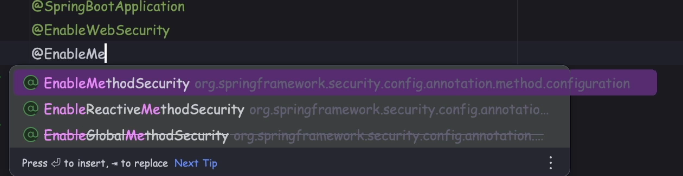 @SpringBootApplication
@EnableWebSecurity
@EnableMe
@ EnableMethodSecurity org.springframework.security.config.annotation.method.configuration
@ EnableReactiveMethodSecurity org.springframework.security.config.annotatio...
@ EnableGlobalMethodSecurity org.springframework.security.config.annotation....
Press ⏎ to insert, ⇥ to replace Next Tip